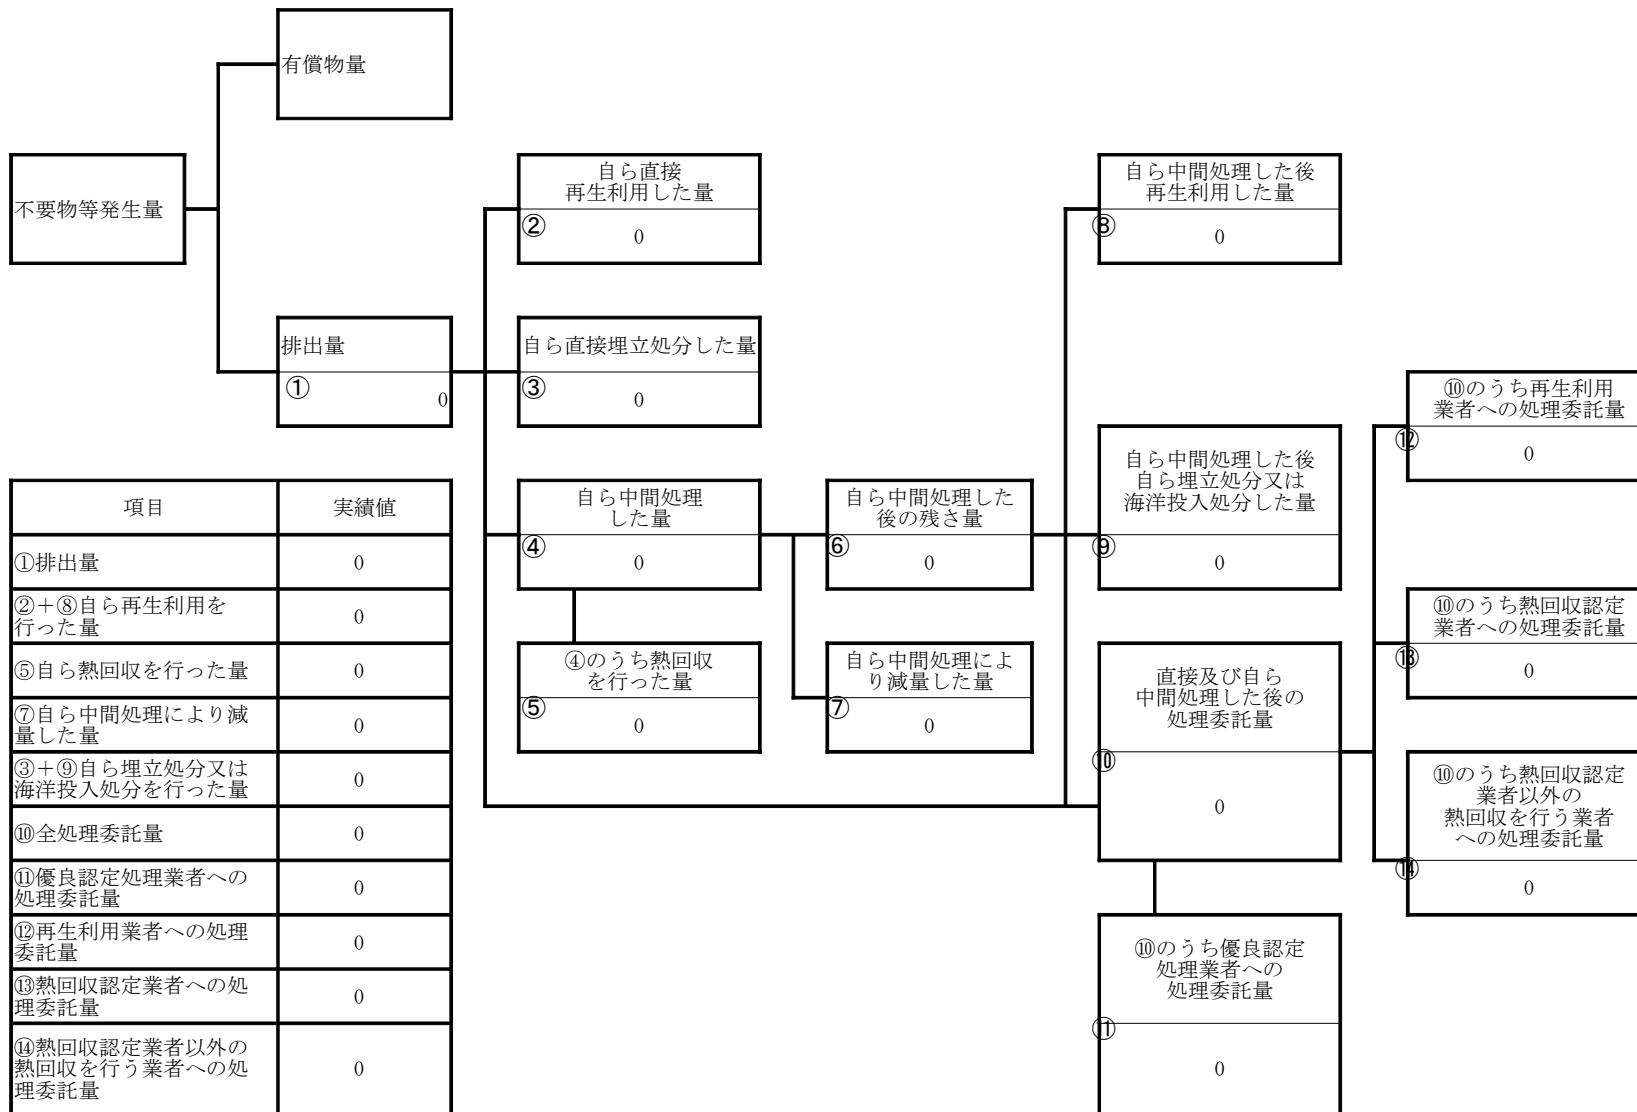 有償物量
不要物等発生量
排出量
①
0
自ら直接
再生利用した量
②
0
自ら直接埋立処分した量
③
0
自ら中間処理
した量
④
0
④のうち熱回収
を行った量
⑤
0
自ら中間処理した
後の残さ量
⑥
0
自ら中間処理によ
り減量した量
⑦
0
自ら中間処理した後
再生利用した量
⑧
0
自ら中間処理した後
自ら埋立処分又は
海洋投入処分した量
⑨
0
直接及び自ら
中間処理した後の
処理委託量
⑩
0
⑩のうち優良認定
処理業者への
処理委託量
⑪
0
⑩のうち再生利用
業者への処理委託量
⑫
0
⑩のうち熱回収認定
業者への処理委託量
⑬
0
⑩のうち熱回収認定
業者以外の
熱回収を行う業者
への処理委託量
⑭
0
項目 実績値
①排出量 0
②+⑧自ら再生利用を
行った量 0
⑤自ら熱回収を行った量 0
⑦自ら中間処理により減
量した量 0
③+⑨自ら埋立処分又は
海洋投入処分を行った量 0
⑩全処理委託量 0
⑪優良認定処理業者への
処理委託量 0
⑫再生利用業者への処理
委託量 0
⑬熱回収認定業者への処
理委託量 0
⑭熱回収認定業者以外の
熱回収を行う業者への処 0
理委託量